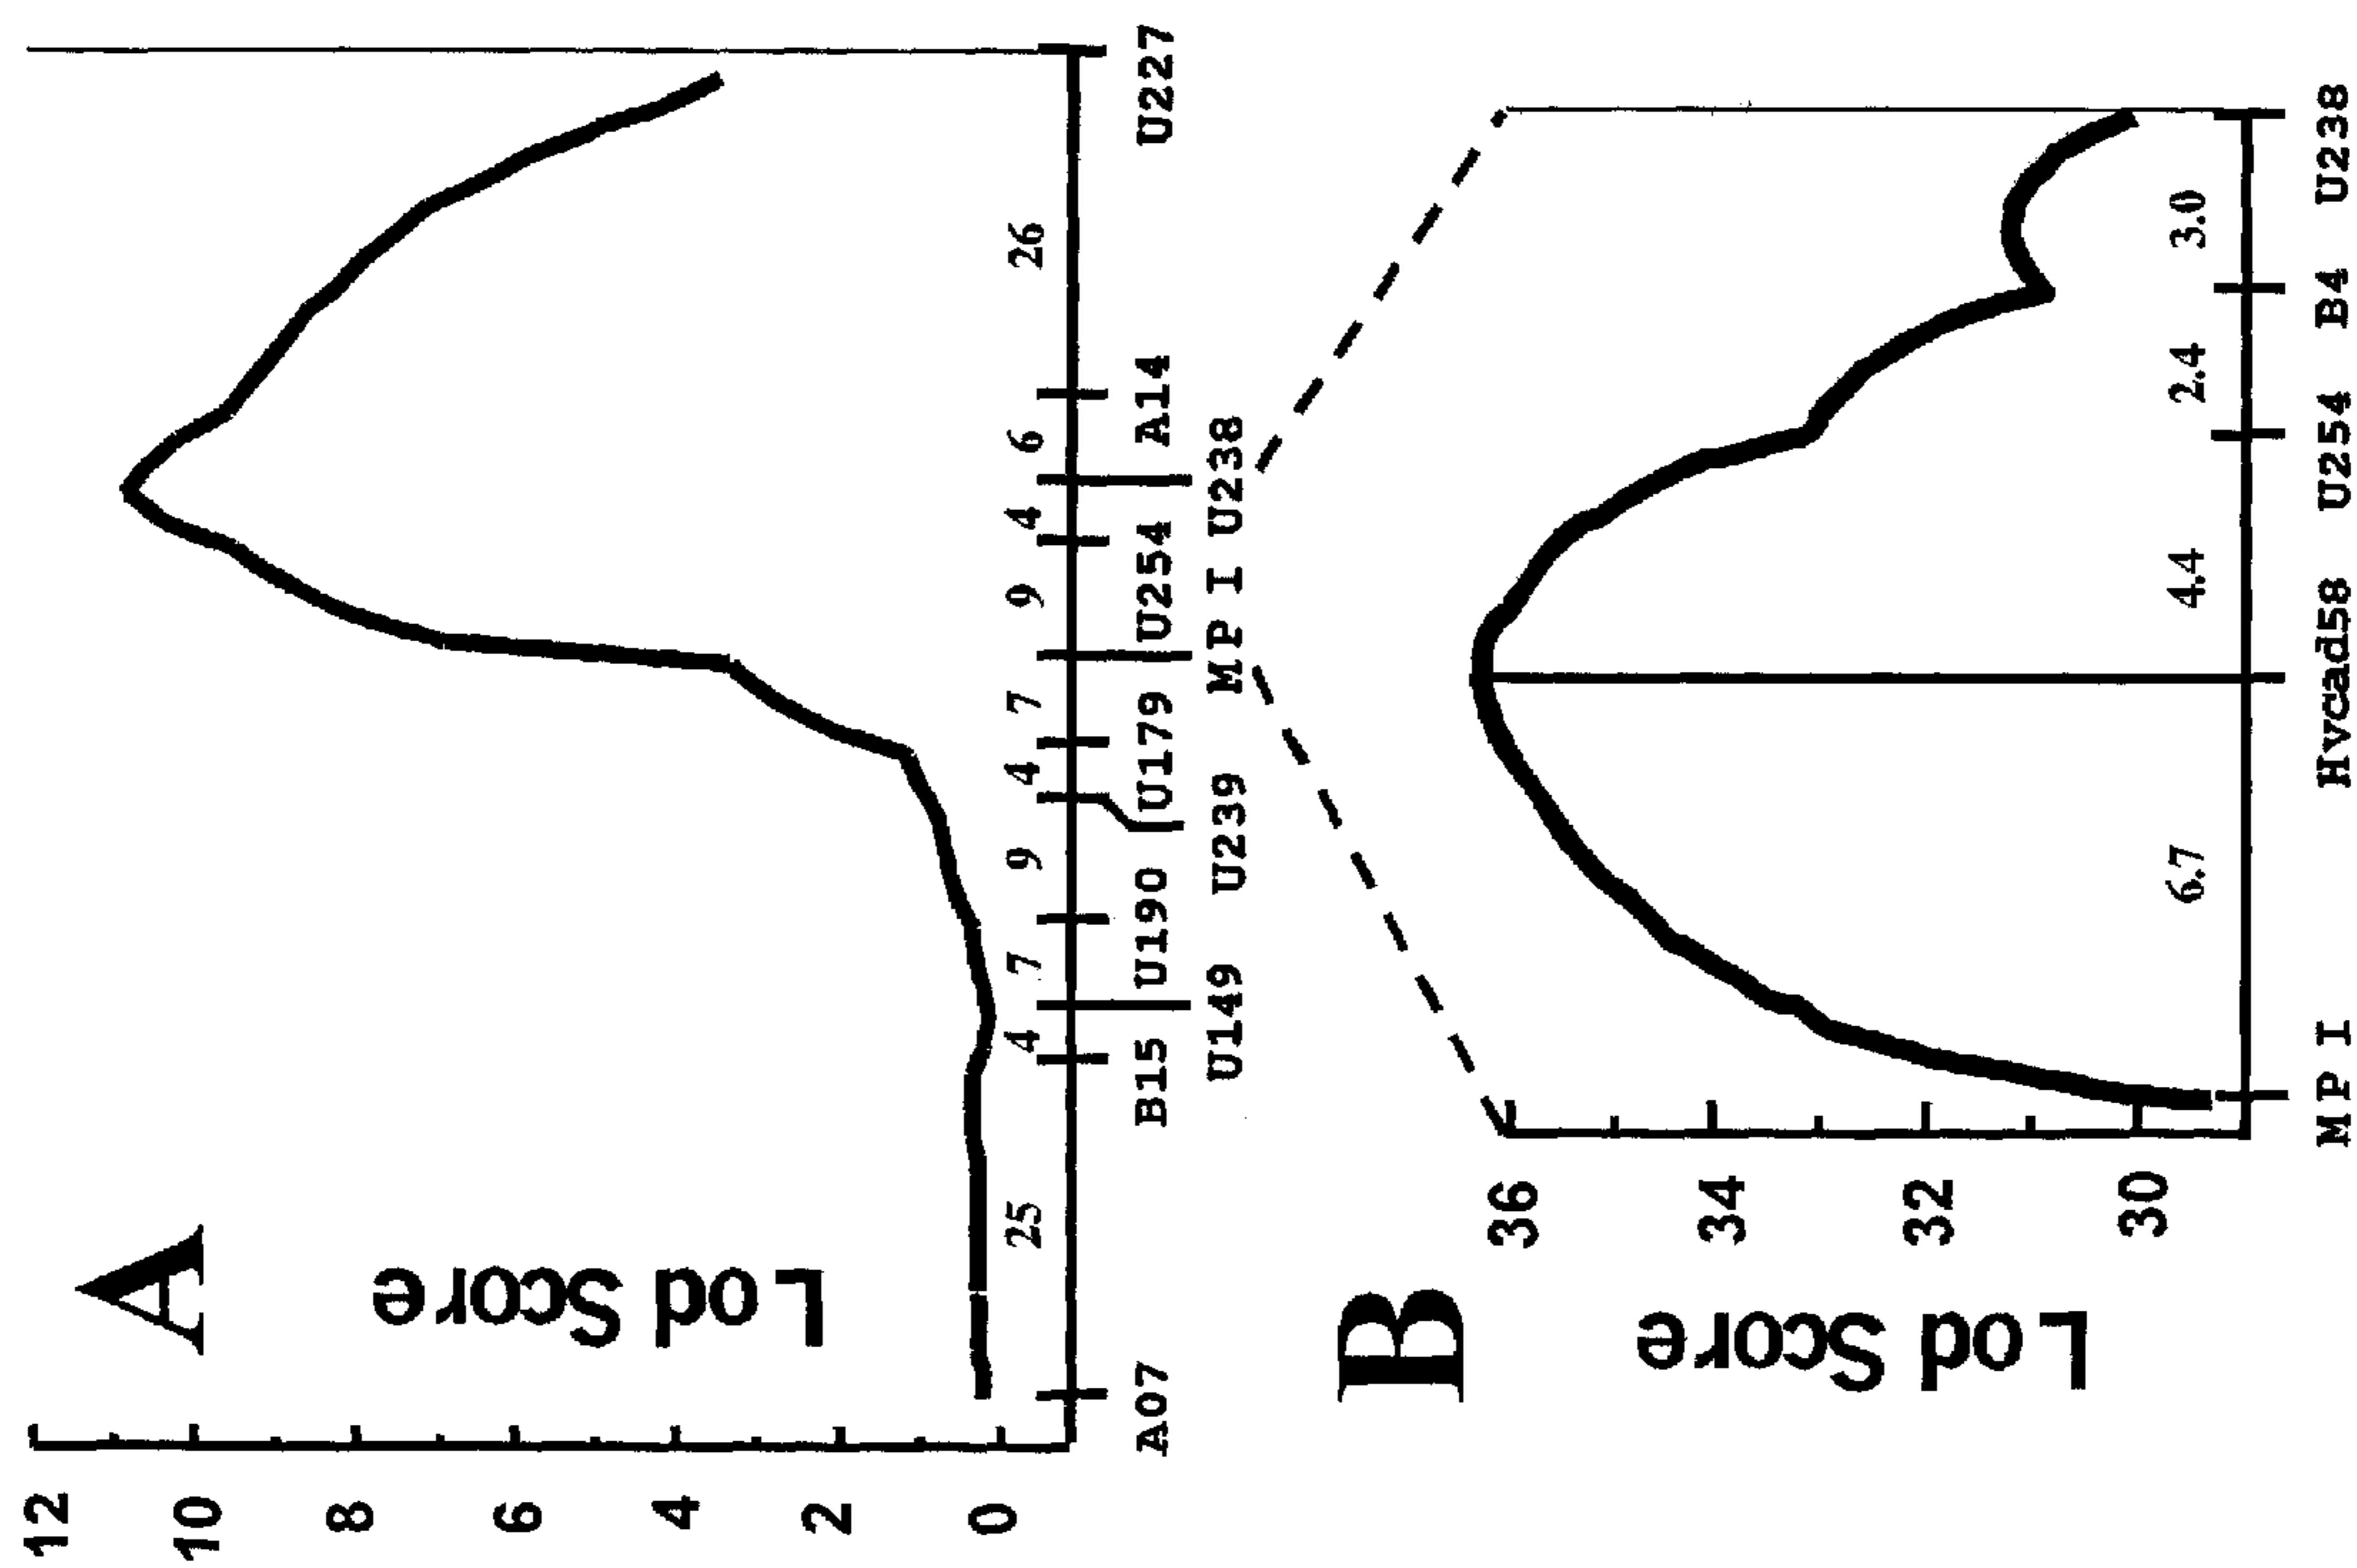 A
Lod Score
12
10
8
6
4
2
0
25 4 7 9 4 7 9 4 6 26
A07 B15 U190 U179 U254 A14 U227
U149 U239 MP I U238
B
Lod Score
36
34
32
30
6.7 4.4 2.4 3.0
MP I Hvcad58 U254 B4 U238